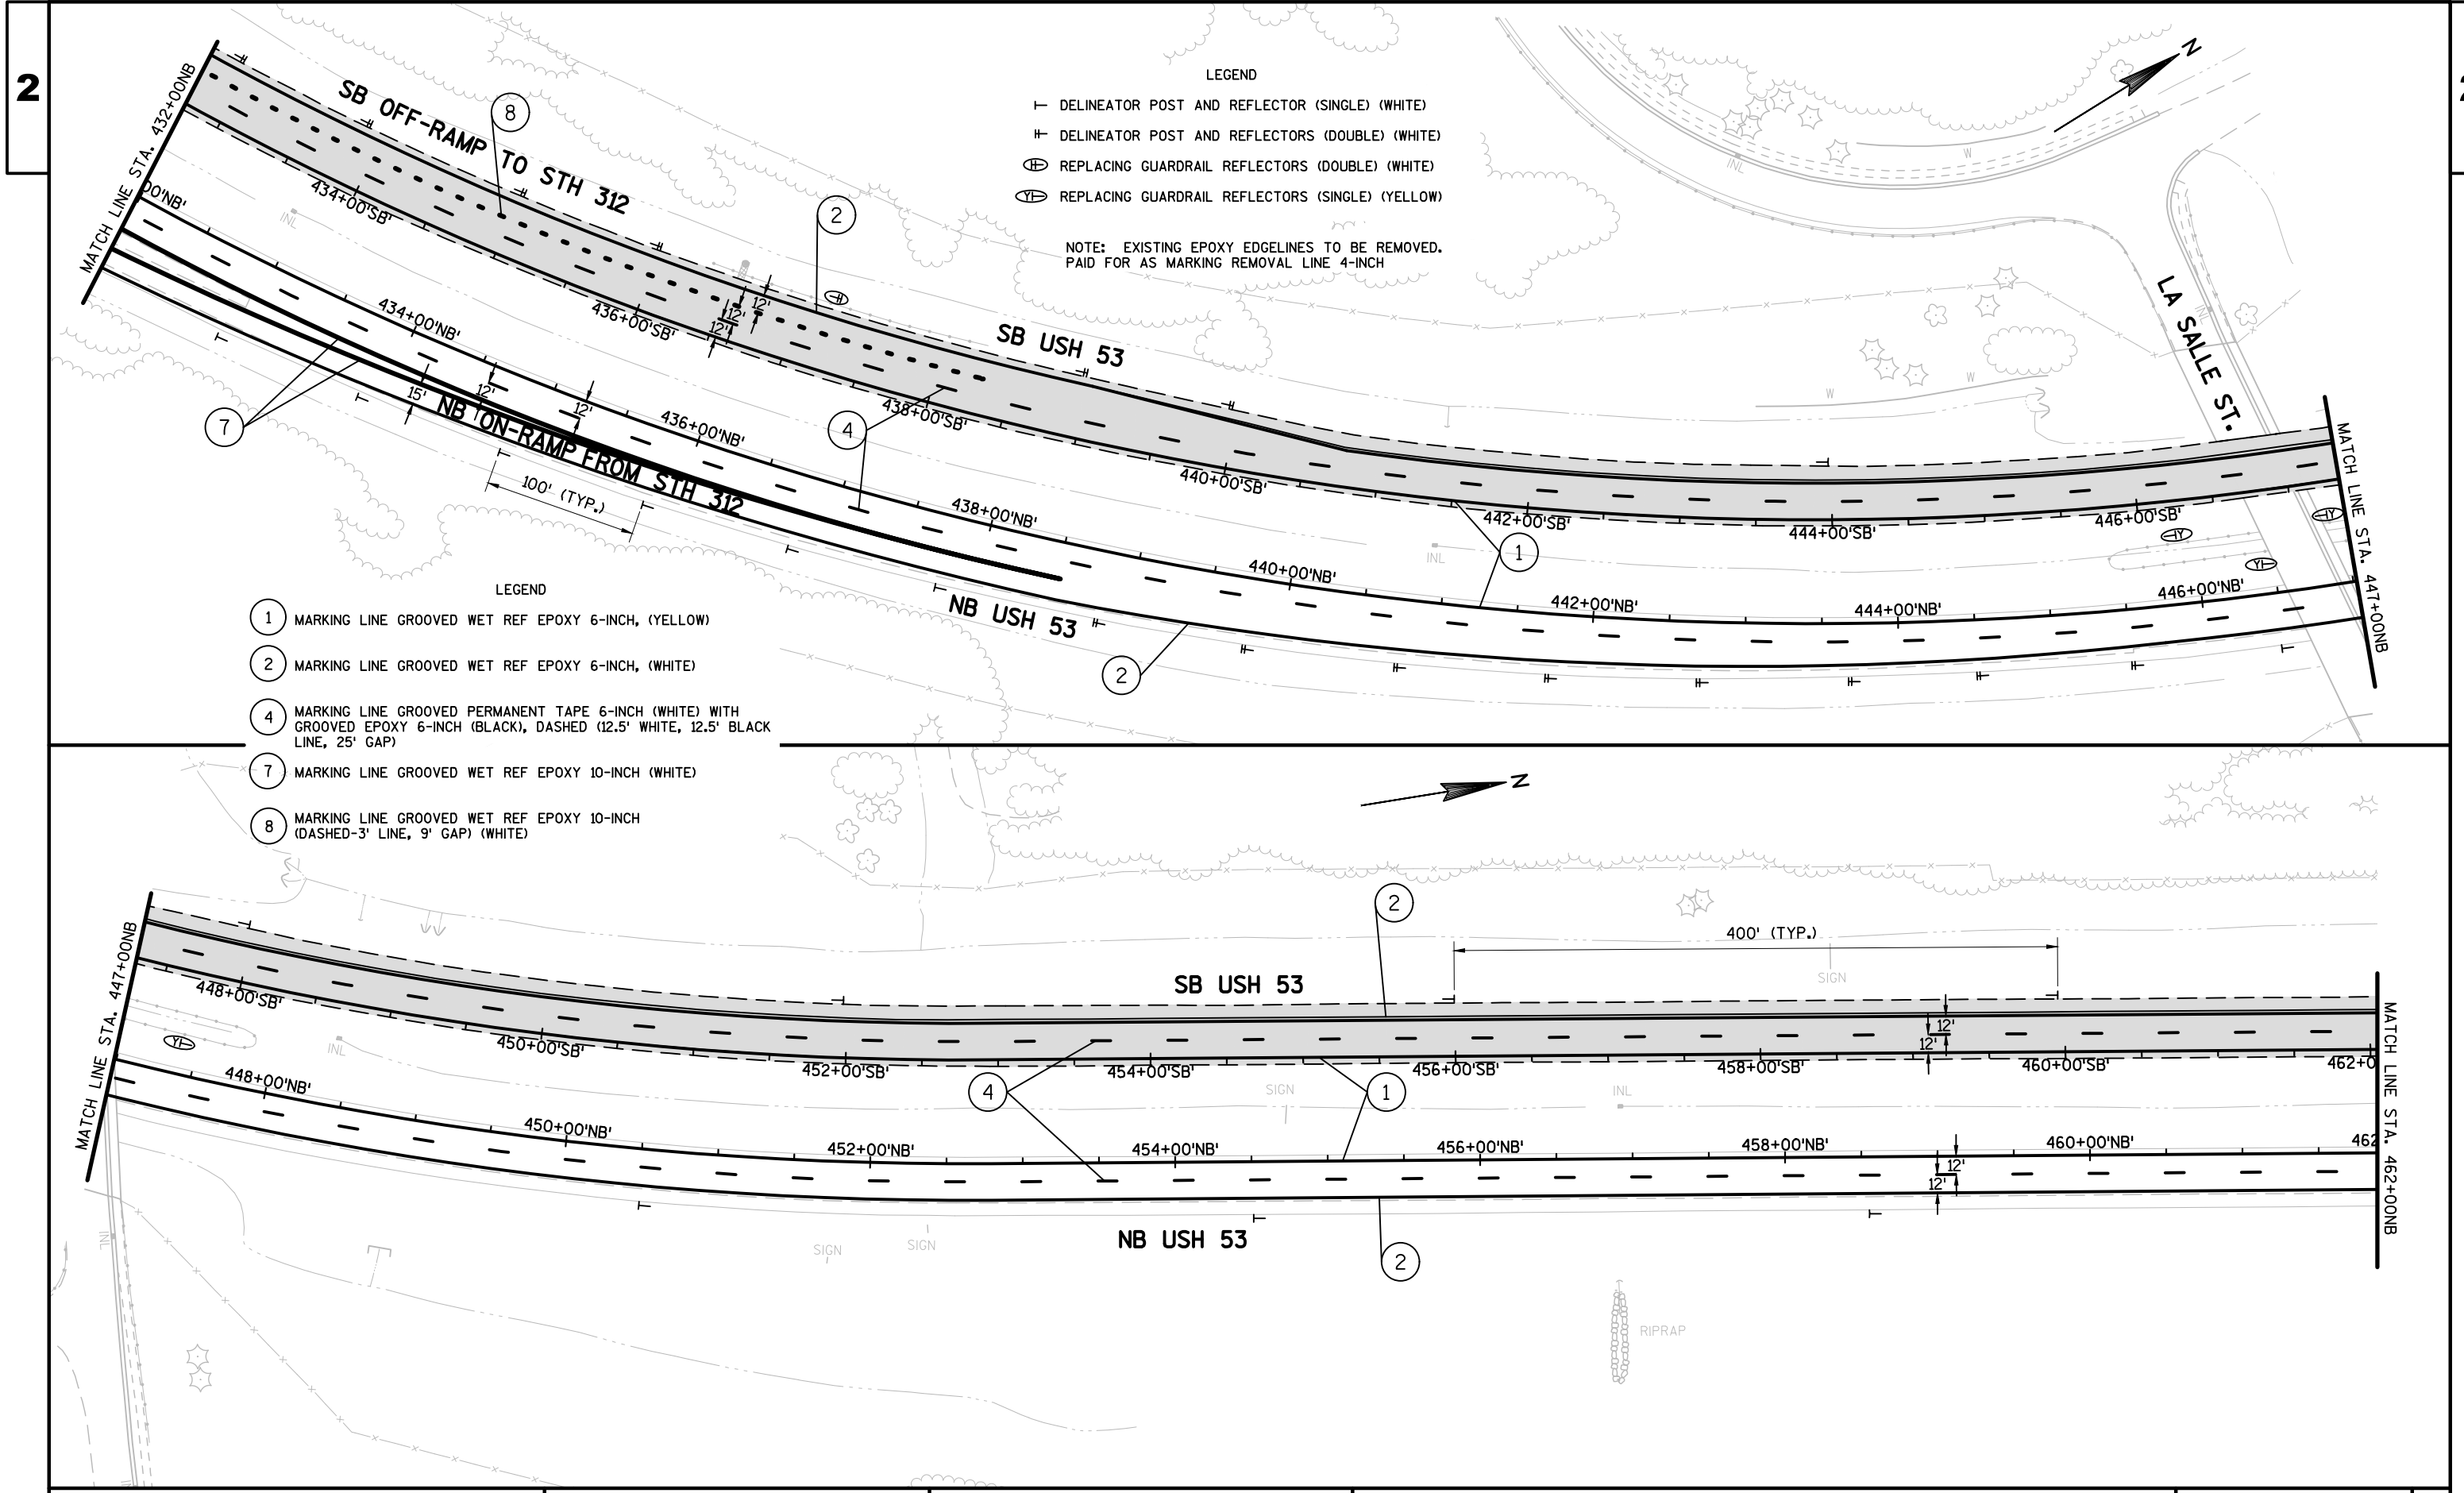 2
MATCH LINE STA. 432+00NB
SB OFF-RAMP TO STH 312
8
2
LEGEND
DELINEATOR POST AND REFLECTOR (SINGLE) (WHITE)
DELINEATOR POST AND REFLECTORS (DOUBLE) (WHITE)
REPLACING GUARDRAIL REFLECTORS (DOUBLE) (WHITE)
Y REPLACING GUARDRAIL REFLECTORS (SINGLE) (YELLOW)
NOTE: EXISTING EPOXY EDGELINES TO BE REMOVED.
PAID FOR AS MARKING REMOVAL LINE 4-INCH
N
INL
W
W
W
INL
LA SALLE ST.
00'NB'
INL
434+00'SB'
436+00'SB'
438+00'SB'
440+00'SB'
442+00'SB'
444+00'SB'
446+00'SB'
12'
12'
12'
SB USH 53
434+00'NB'
436+00'NB'
438+00'NB'
440+00'NB'
442+00'NB'
444+00'NB'
446+00'NB'
15'
12'
12'
7
4
1
INL
Y
Y
Y
NB ON-RAMP FROM STH 312
100' (TYP.)
NB USH 53
2
MATCH LINE STA. 447+00NB
LEGEND
1 MARKING LINE GROOVED WET REF EPOXY 6-INCH, (YELLOW)
2 MARKING LINE GROOVED WET REF EPOXY 6-INCH, (WHITE)
4 MARKING LINE GROOVED PERMANENT TAPE 6-INCH (WHITE) WITH
GROOVED EPOXY 6-INCH (BLACK), DASHED (12.5' WHITE, 12.5' BLACK
LINE, 25' GAP)
7 MARKING LINE GROOVED WET REF EPOXY 10-INCH (WHITE)
8 MARKING LINE GROOVED WET REF EPOXY 10-INCH
(DASHED-3' LINE, 9' GAP) (WHITE)
N
MATCH LINE STA. 447+00NB
2
400' (TYP.)
SIGN
SB USH 53
448+00'SB'
450+00'SB'
452+00'SB'
454+00'SB'
456+00'SB'
458+00'SB'
460+00'SB'
462+0
12'
12'
Y
INL
4
1
SIGN
INL
448+00'NB'
450+00'NB'
452+00'NB'
454+00'NB'
456+00'NB'
458+00'NB'
460+00'NB'
462
12'
12'
MATCH LINE STA. 462+00NB
INL
SIGN
SIGN
NB USH 53
2
RIPRAP